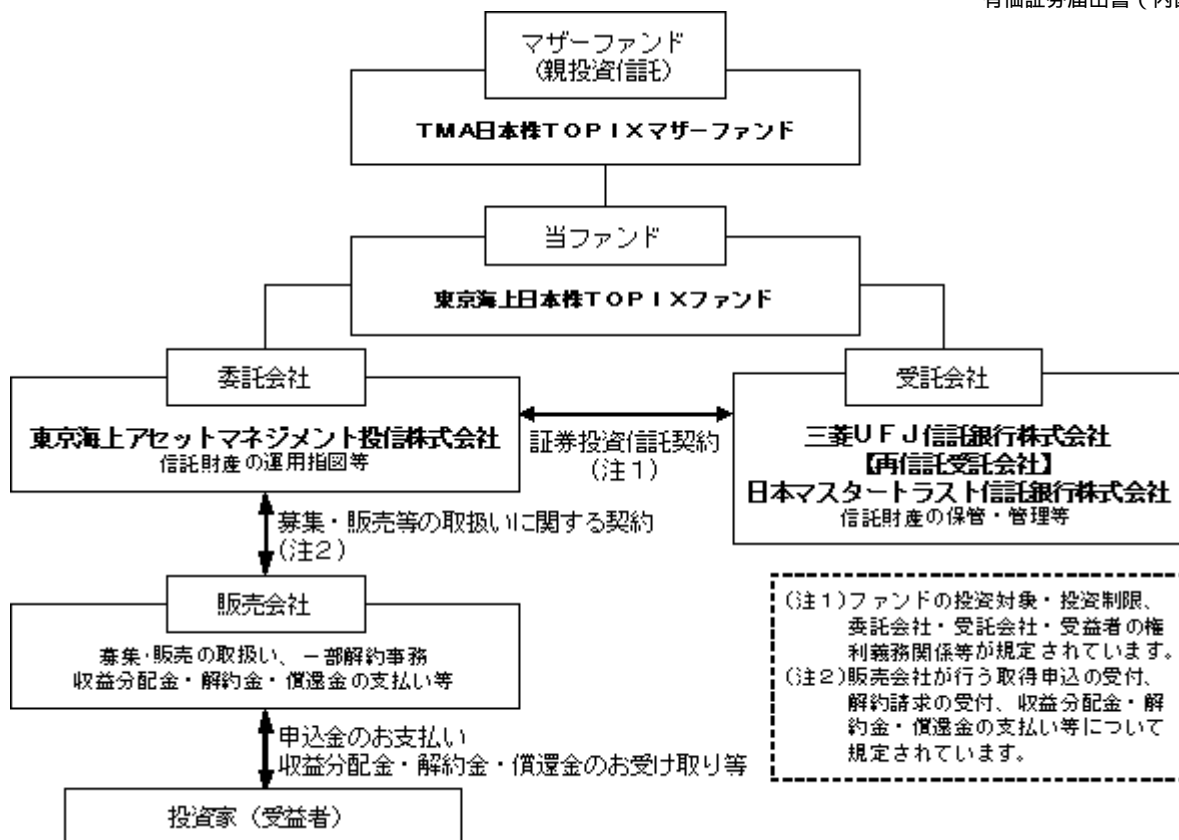 有価証券届出書（内
マザーファンド
(親投資信託)
ＴＭＡ日本株ＴＯＰＩＸマザーファンド
当ファンド
東京海上日本株ＴＯＰＩＸファンド
委託会社
受託会社
東京海上アセットマネジメント投信株式会社
信託財産の運用指図等
証券投資信託契約
(注１)
三菱ＵＦＪ信託銀行株式会社
【再信託受託会社】
日本マスタートラスト信託銀行株式会社
信託財産の保管・管理等
募集・販売等の取扱いに関する契約
(注２)
販売会社
募集・販売の取扱い、一部解約事務
収益分配金・解約金・償還金の支払い等
(注１)ファンドの投資対象・投資制限、
委託会社・受託会社・受益者の権
利義務関係等が規定されています。
(注２)販売会社が行う取得申込の受付、
解約請求の受付、収益分配金・解
約金・償還金の支払い等について
規定されています。
申込金のお支払い
収益分配金・解約金・償還金のお受け取り等
投資家（受益者）